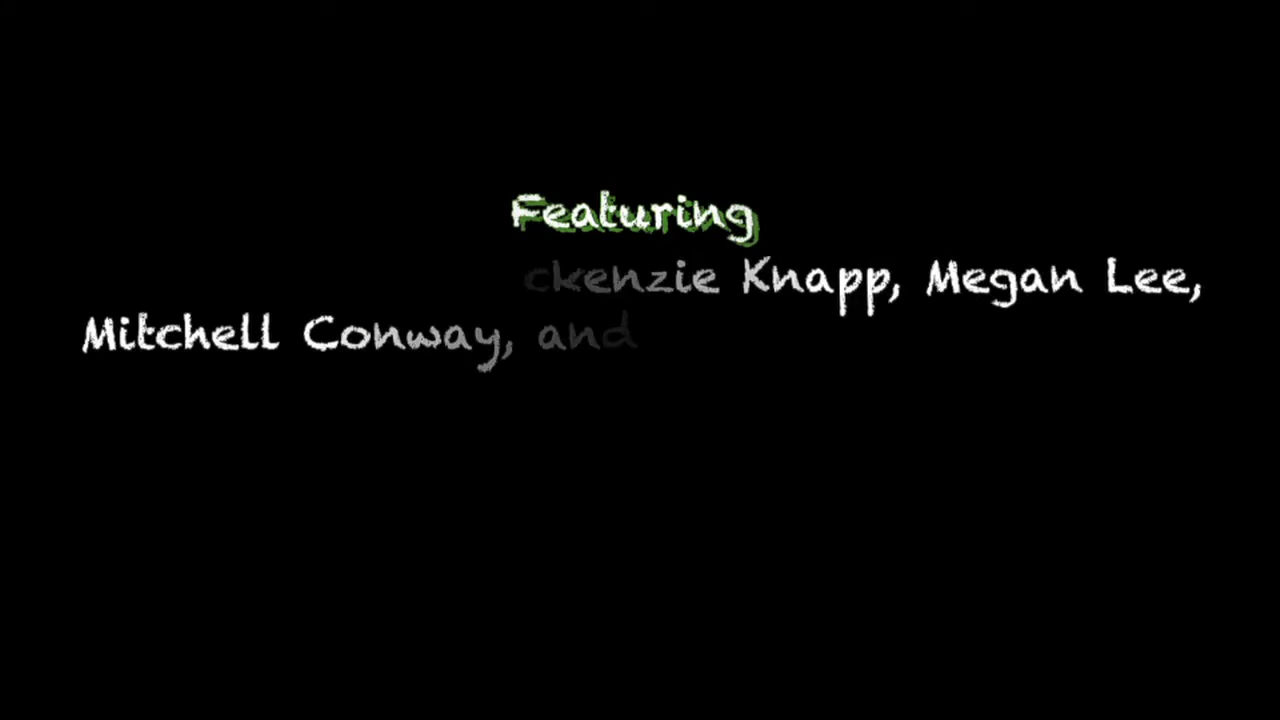 Featuring
ckenzie Knapp, Megan Lee,
Mitchell Conway, and